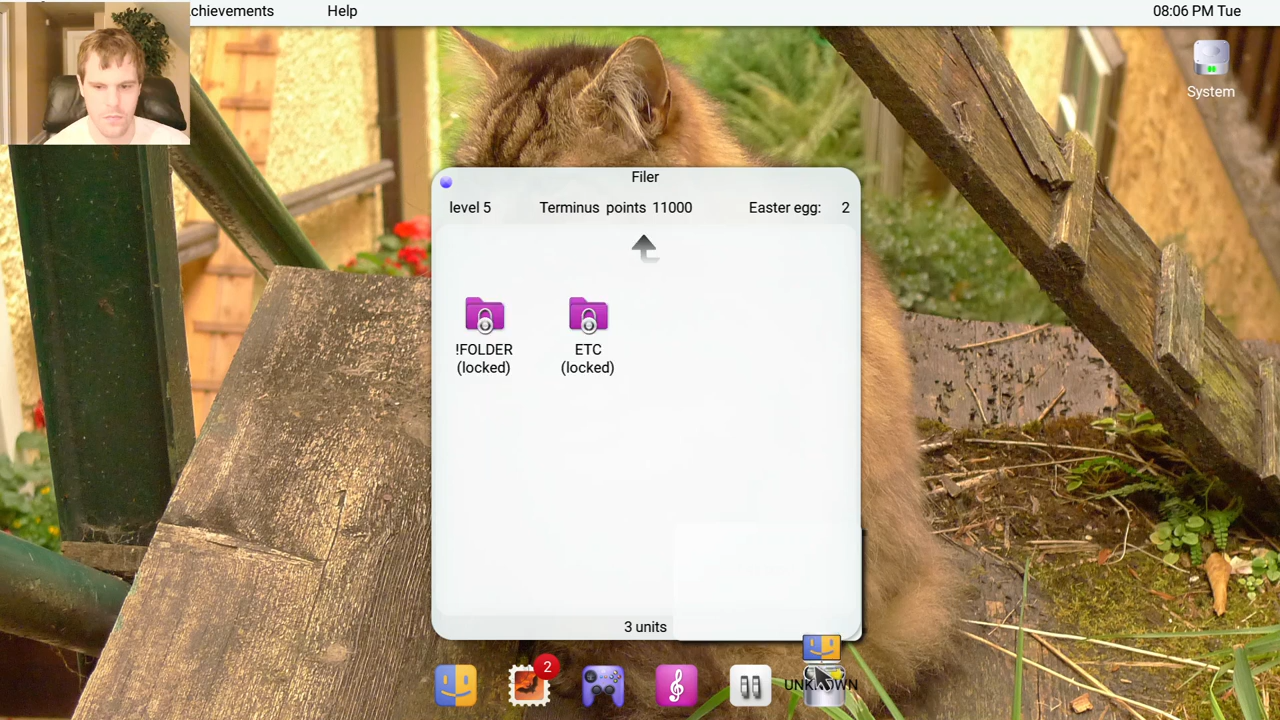 chievements
Help
08:06 PM Tue
System
Filer
level 5
Terminus points 11000
Easter egg: 2
!FOLDER
(locked)
ETC
(locked)
3 units
2
UNKNOWN